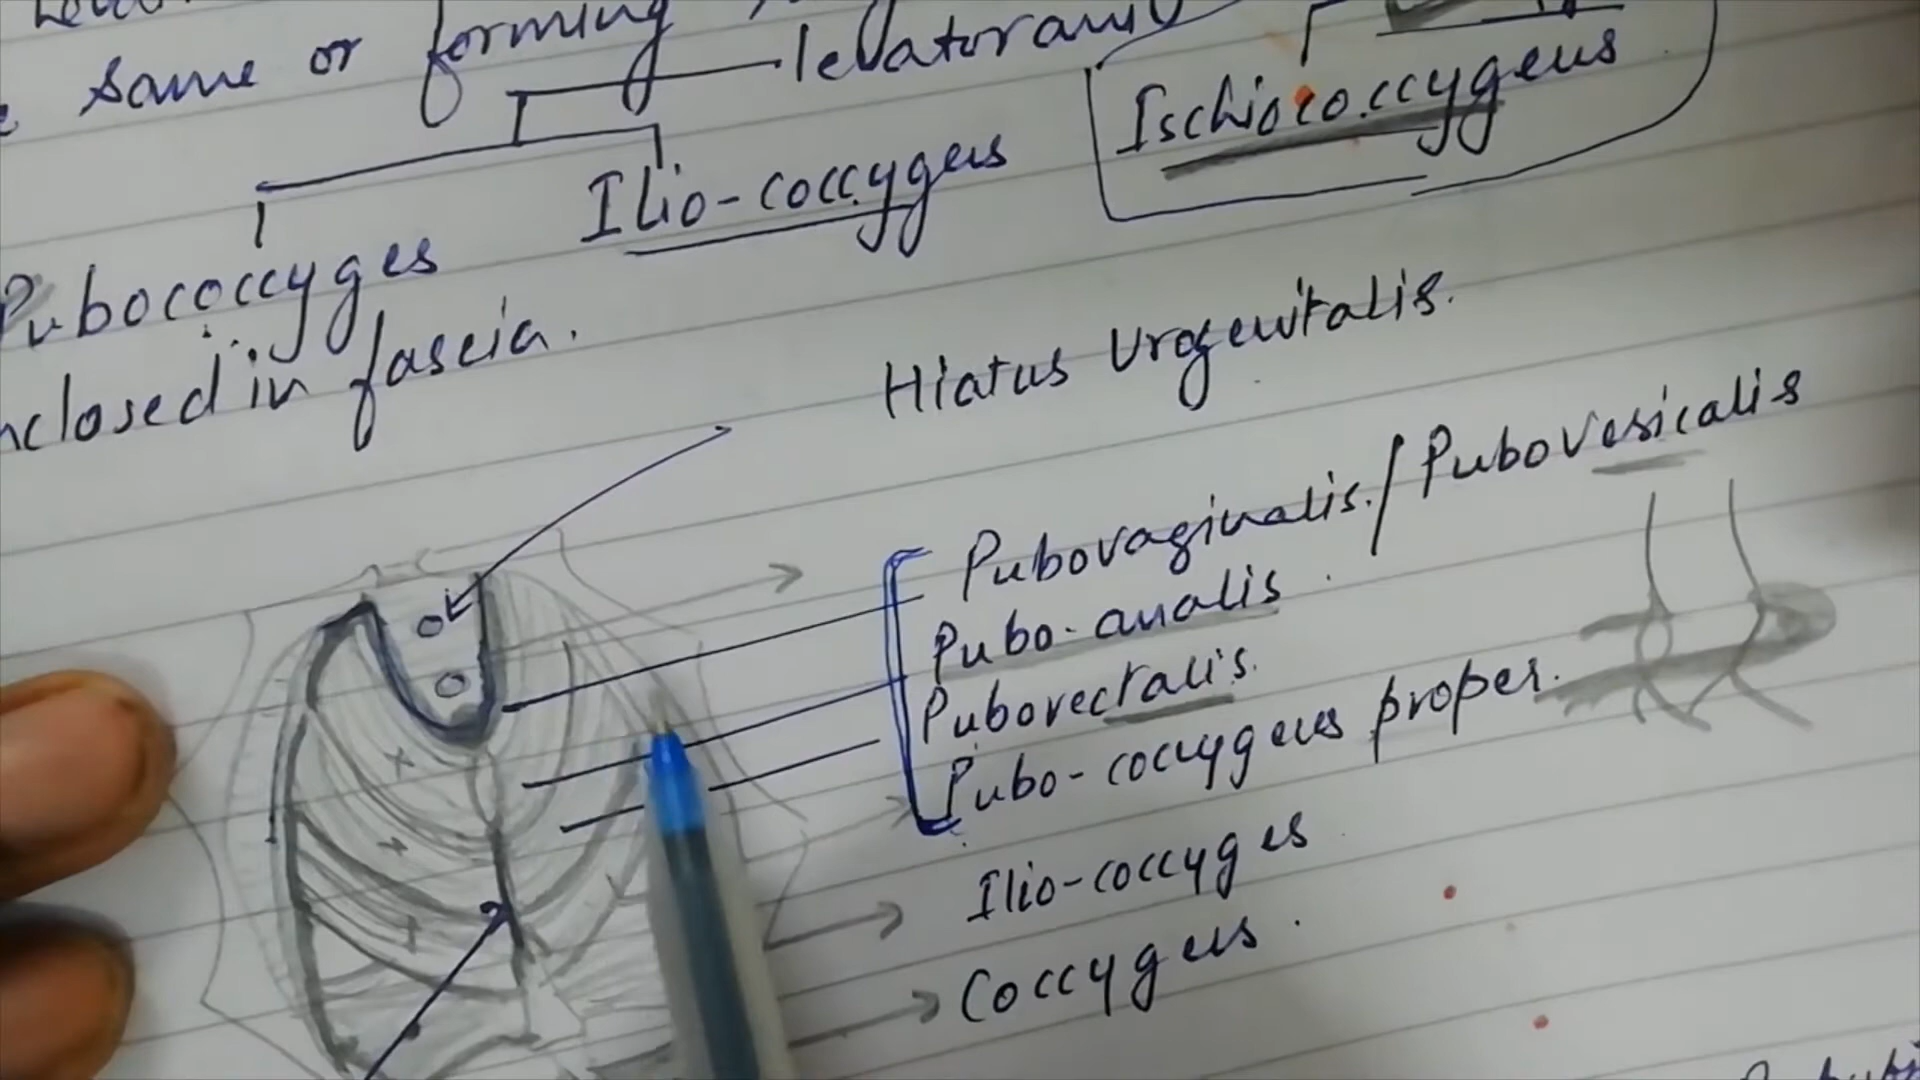 same or forming
levatorani
Ischiococcygeus
Ilio-coccygeus
Pubococcyges
nclosed in fascia.
Hiatus Urogenitalis.
Pubovaginalis. / Pubovesicalis
Pubo-analis
Puborectalis.
Pubo-coccygeus proper.
Ilio-coccyges
Coccygeus.